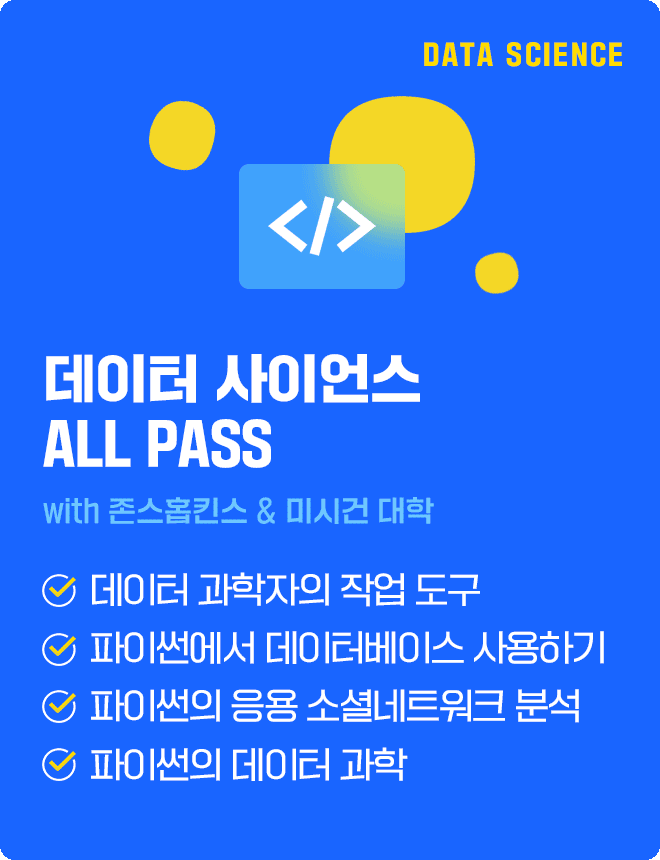 DATA SCIENCE
</>
데이터 사이언스
ALL PASS
with 존스홉킨스 & 미시건 대학
데이터 과학자의 작업 도구
파이썬에서 데이터베이스 사용하기
파이썬의 응용 소셜네트워크 분석
파이썬의 데이터 과학